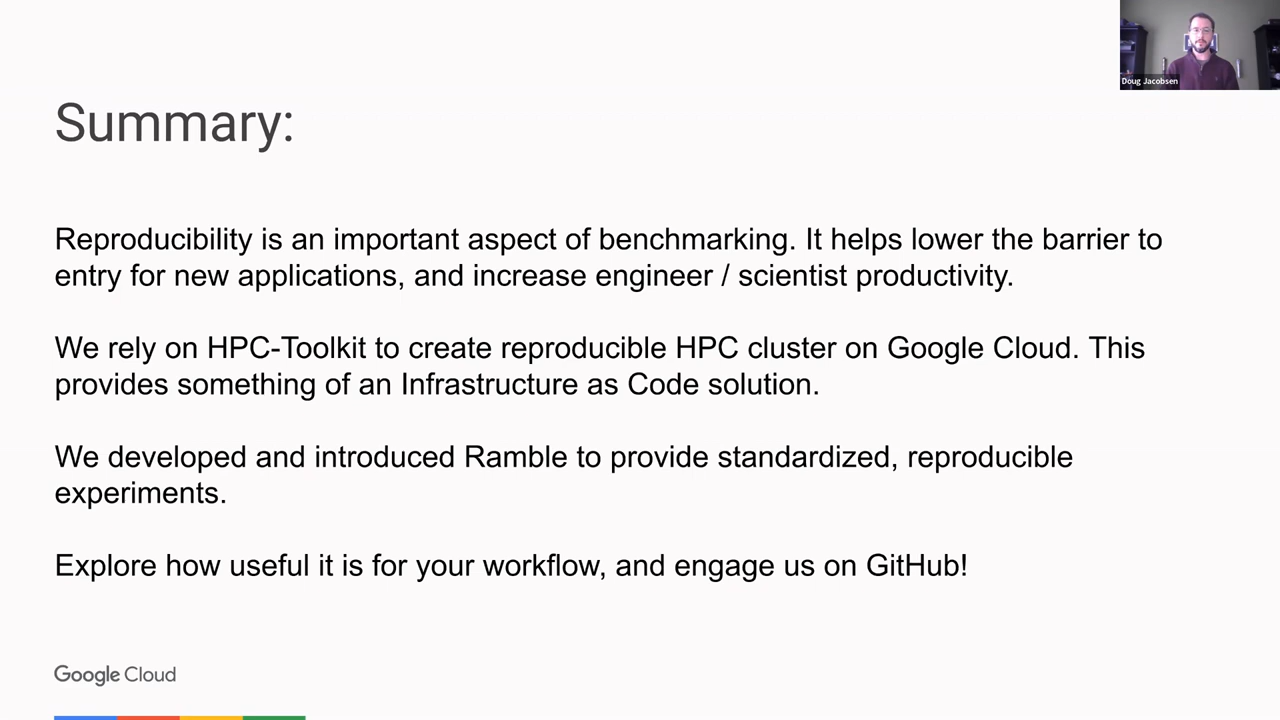 Doug Jacobsen
Summary:
Reproducibility is an important aspect of benchmarking. It helps lower the barrier to
entry for new applications, and increase engineer / scientist productivity.
We rely on HPC-Toolkit to create reproducible HPC cluster on Google Cloud. This
provides something of an Infrastructure as Code solution.
We developed and introduced Ramble to provide standardized, reproducible
experiments.
Explore how useful it is for your workflow, and engage us on GitHub!
Google Cloud